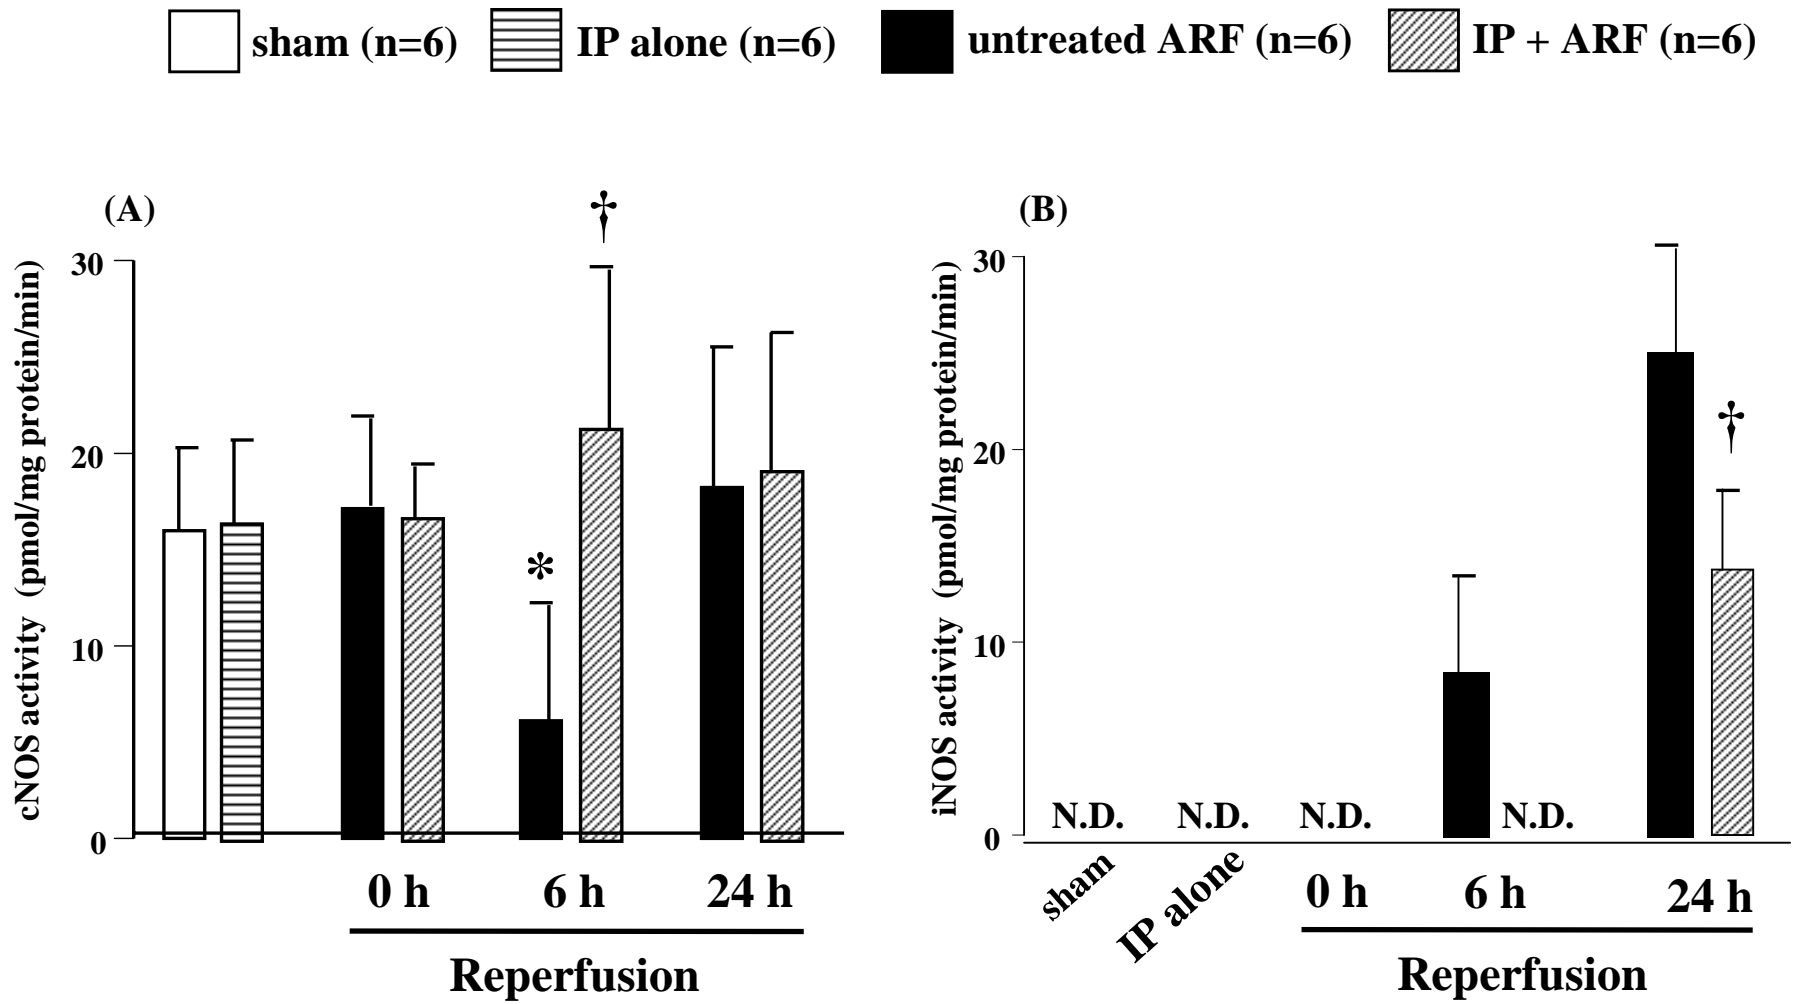 sham (n=6) IP alone (n=6) untreated ARF (n=6) IP + ARF (n=6)
(A)
cNOS activity (pmol/mg protein/min)
30
20
10
0
†
*
0 h 6 h 24 h
Reperfusion
(B)
iNOS activity (pmol/mg protein/min)
30
20
10
0
†
N.D. N.D. N.D. N.D.
sham
IP alone
0 h 6 h 24 h
Reperfusion